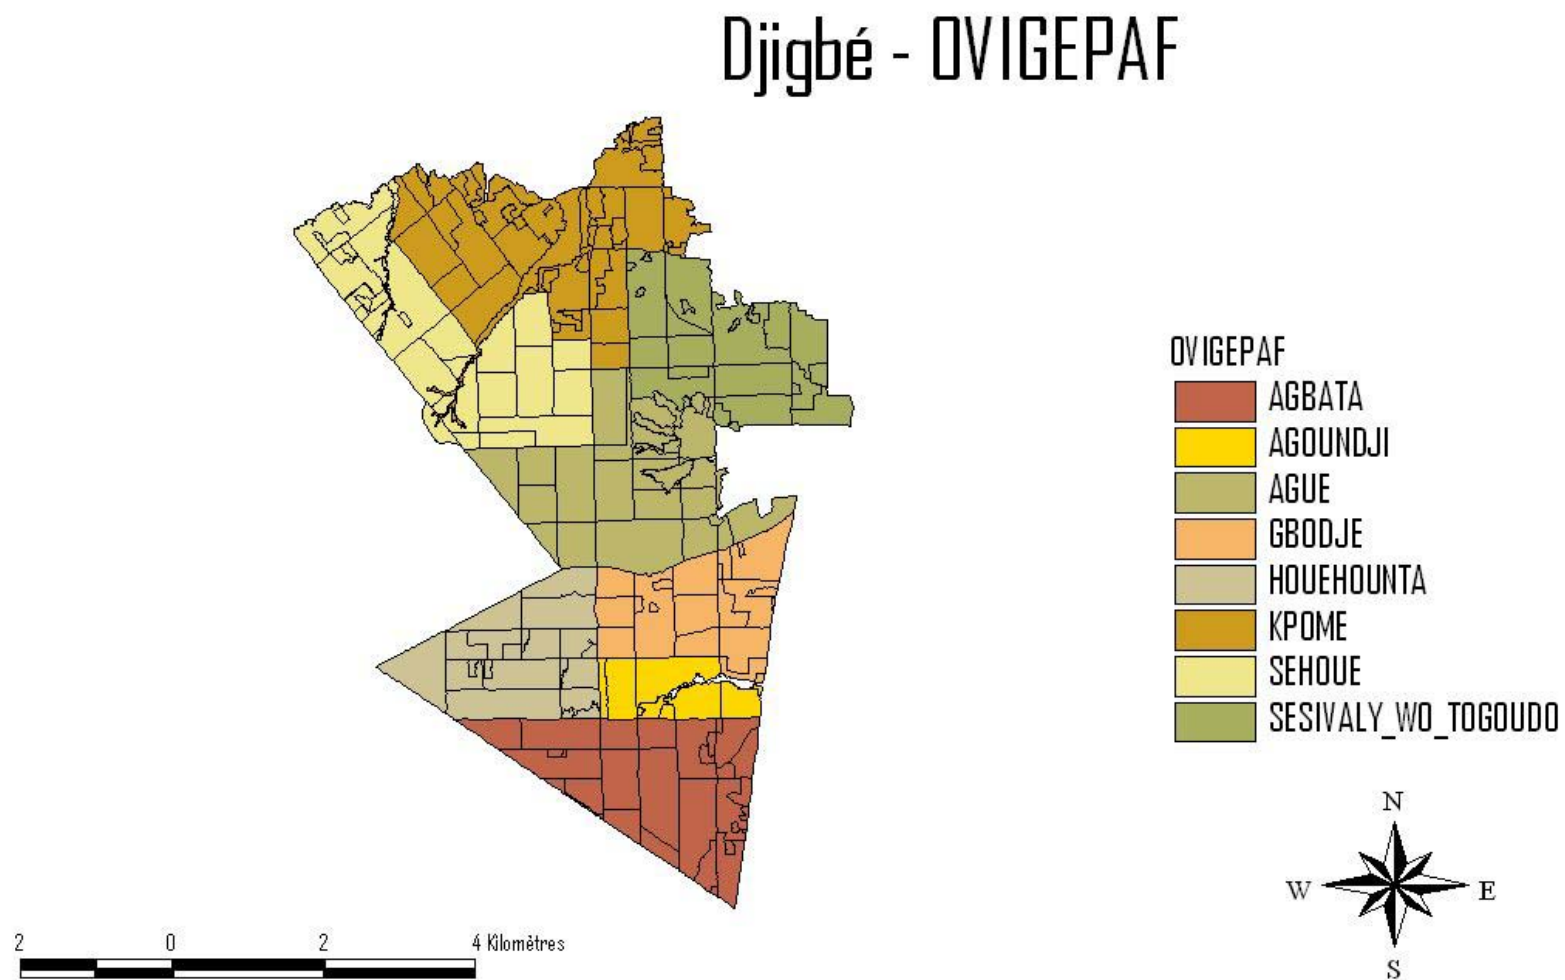 Djigbé - OVIGEPAF
OVIGEPAF
AGBATA
AGOUNDJI
AGUE
GBODJE
HOUEHOUNTA
KPOME
SEHOUE
SESIVALY_WO_TOGOUDO
N
W E
S
2 0 2 4 Kilomètres